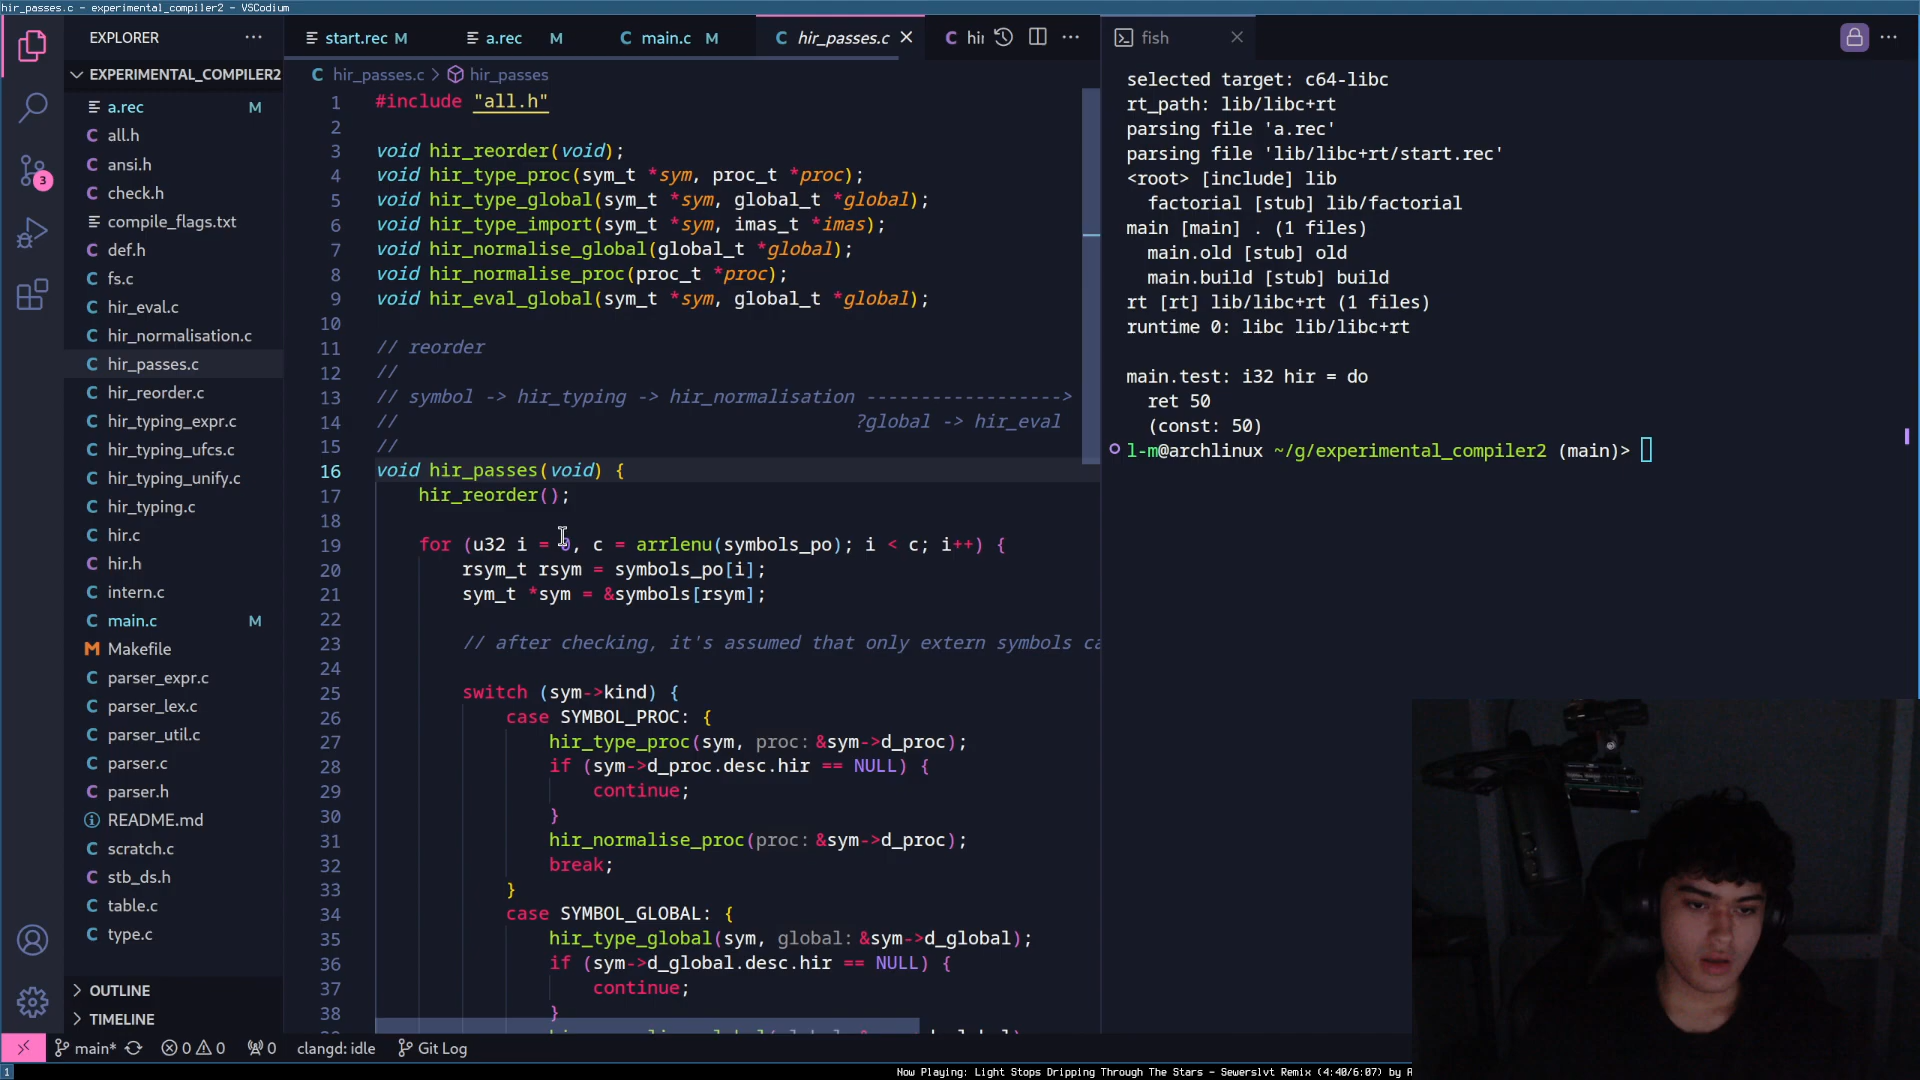 hir_passes.c - experimental_compiler2 - VSCodium
EXPLORER
EXPERIMENTAL_COMPILER2
a.rec M
all.h
ansi.h
check.h
compile_flags.txt
def.h
fs.c
hir_eval.c
hir_normalisation.c
hir_passes.c
hir_reorder.c
hir_typing_expr.c
hir_typing_ufcs.c
hir_typing_unify.c
hir_typing.c
hir.c
hir.h
intern.c
main.c M
Makefile
parser_expr.c
parser_lex.c
parser_util.c
parser.c
parser.h
README.md
scratch.c
stb_ds.h
table.c
type.c
OUTLINE
TIMELINE
3
start.rec M a.rec M main.c M hir_passes.c hir
hir_passes.c > hir_passes
1 #include "all.h"
2
3 void hir_reorder(void);
4 void hir_type_proc(sym_t *sym, proc_t *proc);
5 void hir_type_global(sym_t *sym, global_t *global);
6 void hir_type_import(sym_t *sym, imas_t *imas);
7 void hir_normalise_global(global_t *global);
8 void hir_normalise_proc(proc_t *proc);
9 void hir_eval_global(sym_t *sym, global_t *global);
10
11 // reorder
12 //
13 // symbol -> hir_typing -> hir_normalisation ------------------>
14 // ?global -> hir_eval
15 //
16 void hir_passes(void) {
17 hir_reorder();
18
19 for (u32 i = 0, c = arrlenu(symbols_po); i < c; i++) {
20 rsym_t rsym = symbols_po[i];
21 sym_t *sym = &symbols[rsym];
22
23 // after checking, it's assumed that only extern symbols ca
24
25 switch (sym->kind) {
26 case SYMBOL_PROC: {
27 hir_type_proc(sym, proc: &sym->d_proc);
28 if (sym->d_proc.desc.hir == NULL) {
29 continue;
30 }
31 hir_normalise_proc(proc: &sym->d_proc);
32 break;
33 }
34 case SYMBOL_GLOBAL: {
35 hir_type_global(sym, global: &sym->d_global);
36 if (sym->d_global.desc.hir == NULL) {
37 continue;
38 }
fish
selected target: c64-libc
rt_path: lib/libc+rt
parsing file 'a.rec'
parsing file 'lib/libc+rt/start.rec'
<root> [include] lib
factorial [stub] lib/factorial
main [main] . (1 files)
main.old [stub] old
main.build [stub] build
rt [rt] lib/libc+rt (1 files)
runtime 0: libc lib/libc+rt
main.test: i32 hir = do
ret 50
(const: 50)
l-m@archlinux ~/g/experimental_compiler2 (main)>
main* 0 0 0 clangd: idle Git Log
1
Now Playing: Light Stops Dripping Through The Stars - Sewerslvt Remix (4:40/6:07) by